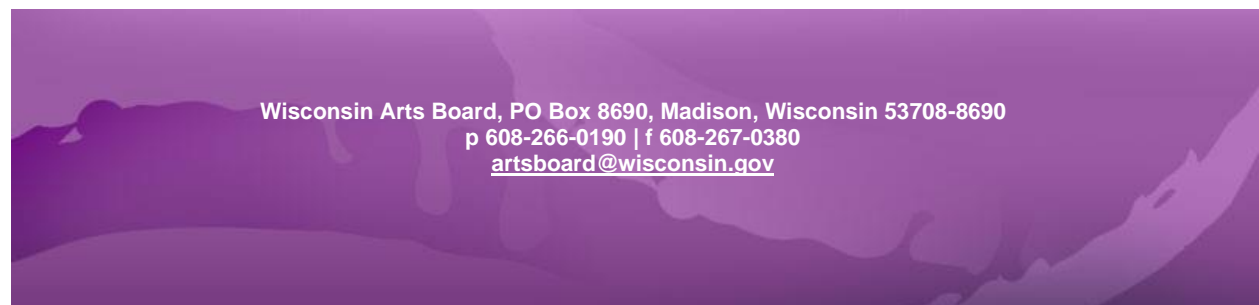 Wisconsin Arts Board, PO Box 8690, Madison, Wisconsin 53708-8690
p 608-266-0190 | f 608-267-0380
artsboard@wisconsin.gov